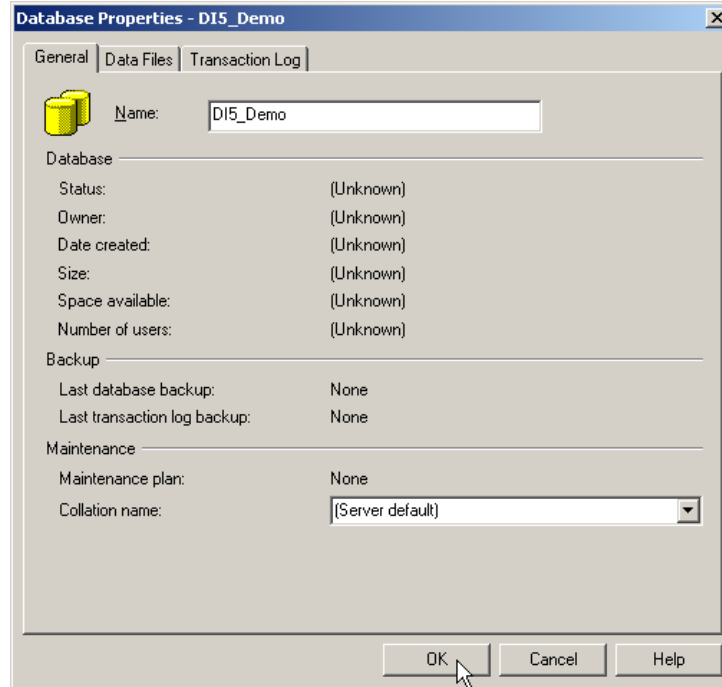 Database Properties - DI5_Demo
General Data Files Transaction Log
Name: DI5_Demo
Database
Status: (Unknown)
Owner: (Unknown)
Date created: (Unknown)
Size: (Unknown)
Space available: (Unknown)
Number of users: (Unknown)
Backup
Last database backup: None
Last transaction log backup: None
Maintenance
Maintenance plan: None
Collation name: (Server default)
OK Cancel Help